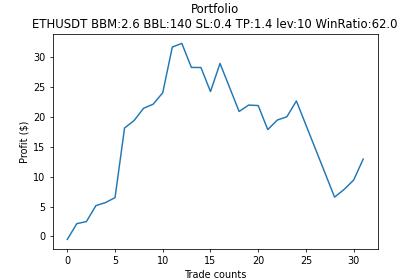 Portfolio
ETHUSDT BBM:2.6 BBL:140 SL:0.4 TP:1.4 lev:10 WinRatio:62.0
Profit ($)
30
25
20
15
10
5
0
0 5 10 15 20 25 30
Trade counts